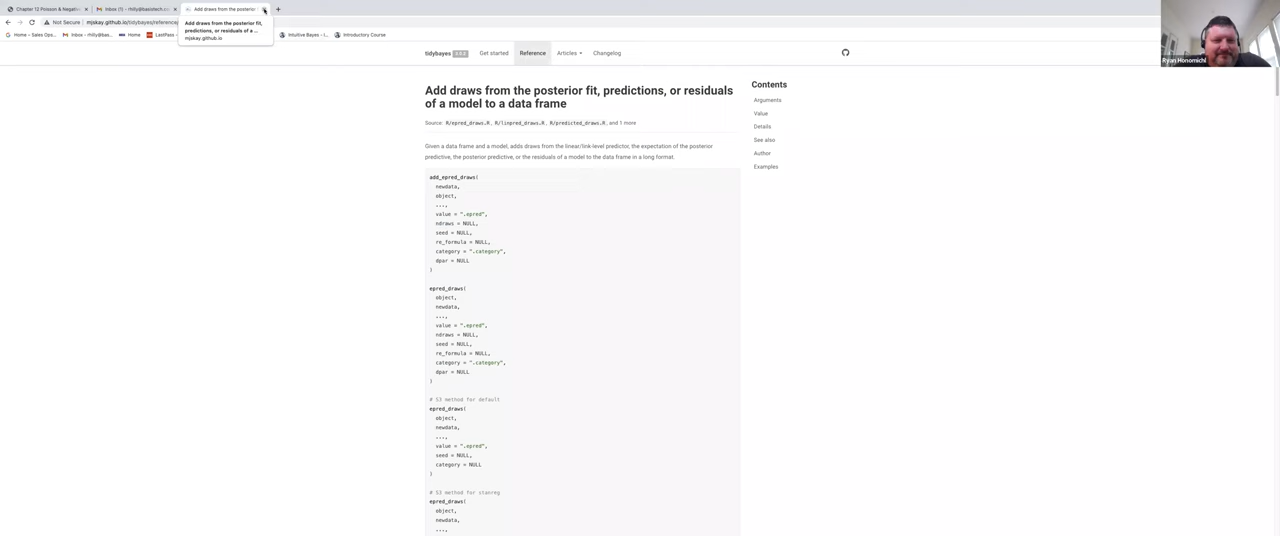 Chapter 12 Poisson & Negativ
Inbox (1) - rhilly@basistech.co
Add draws from the posterior
Not Secure | mjskay.github.io/tidybayes/reference/
Add draws from the posterior fit,
predictions, or residuals of a ...
mjskay.github.io
Home – Sales Ops...
Inbox - rhilly@bas...
Home
LastPass
Intuitive Bayes – I...
Introductory Course
Ryan Honomichl
tidybayes
Get started
Reference
Articles
Changelog
Add draws from the posterior fit, predictions, or residuals
of a model to a data frame
Source: R/epred_draws.R, R/linpred_draws.R, R/predicted_draws.R, and 1 more
Given a data frame and a model, adds draws from the linear/link-level predictor, the expectation of the posterior
predictive, the posterior predictive, or the residuals of a model to the data frame in a long format.
add_epred_draws(
newdata,
object,
...,
value = ".epred",
ndraws = NULL,
seed = NULL,
re_formula = NULL,
category = ".category",
dpar = NULL
)
epred_draws(
object,
newdata,
...,
value = ".epred",
ndraws = NULL,
seed = NULL,
re_formula = NULL,
category = ".category",
dpar = NULL
)
# S3 method for default
epred_draws(
object,
newdata,
...,
value = ".epred",
seed = NULL,
category = NULL
)
# S3 method for stanreg
epred_draws(
object,
newdata,
...,
Contents
Arguments
Value
Details
See also
Author
Examples